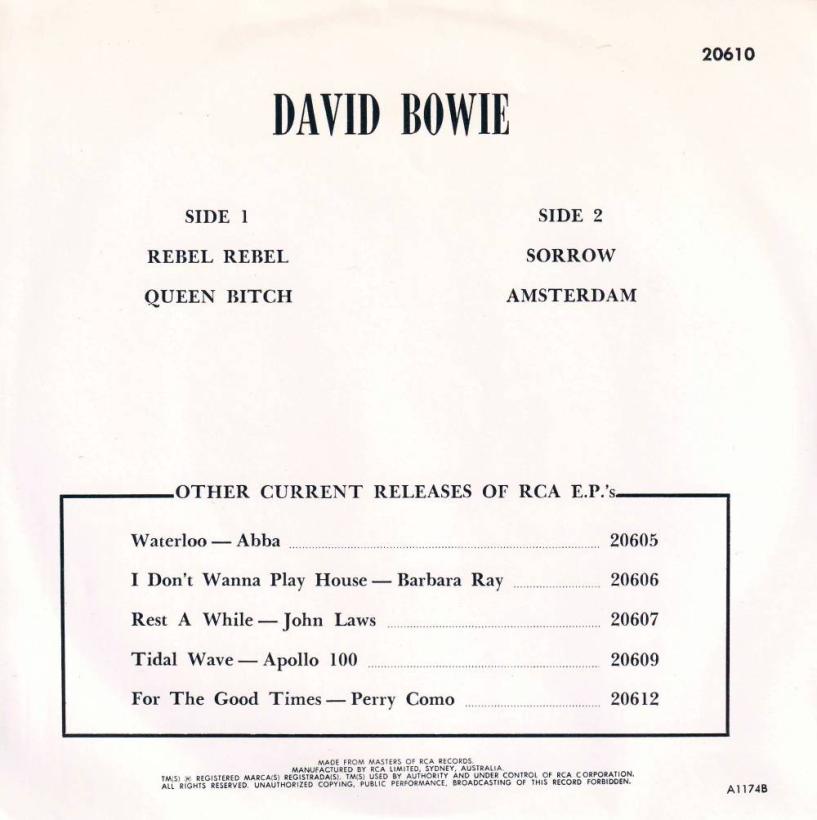 20610
DAVID BOWIE
SIDE 1
REBEL REBEL
QUEEN BITCH
SIDE 2
SORROW
AMSTERDAM
OTHER CURRENT RELEASES OF RCA E.P.'s
Waterloo — Abba 20605
I Don't Wanna Play House — Barbara Ray 20606
Rest A While — John Laws 20607
Tidal Wave — Apollo 100 20609
For The Good Times — Perry Como 20612
MADE FROM MASTERS OF RCA RECORDS.
MANUFACTURED BY RCA LIMITED, SYDNEY, AUSTRALIA.
TM(S) ® REGISTERED MARCA(S) REGISTRADA(S). TM(S) USED BY AUTHORITY AND UNDER CONTROL OF RCA CORPORATION.
ALL RIGHTS RESERVED. UNAUTHORIZED COPYING, PUBLIC PERFORMANCE, BROADCASTING OF THIS RECORD FORBIDDEN.
A1174B